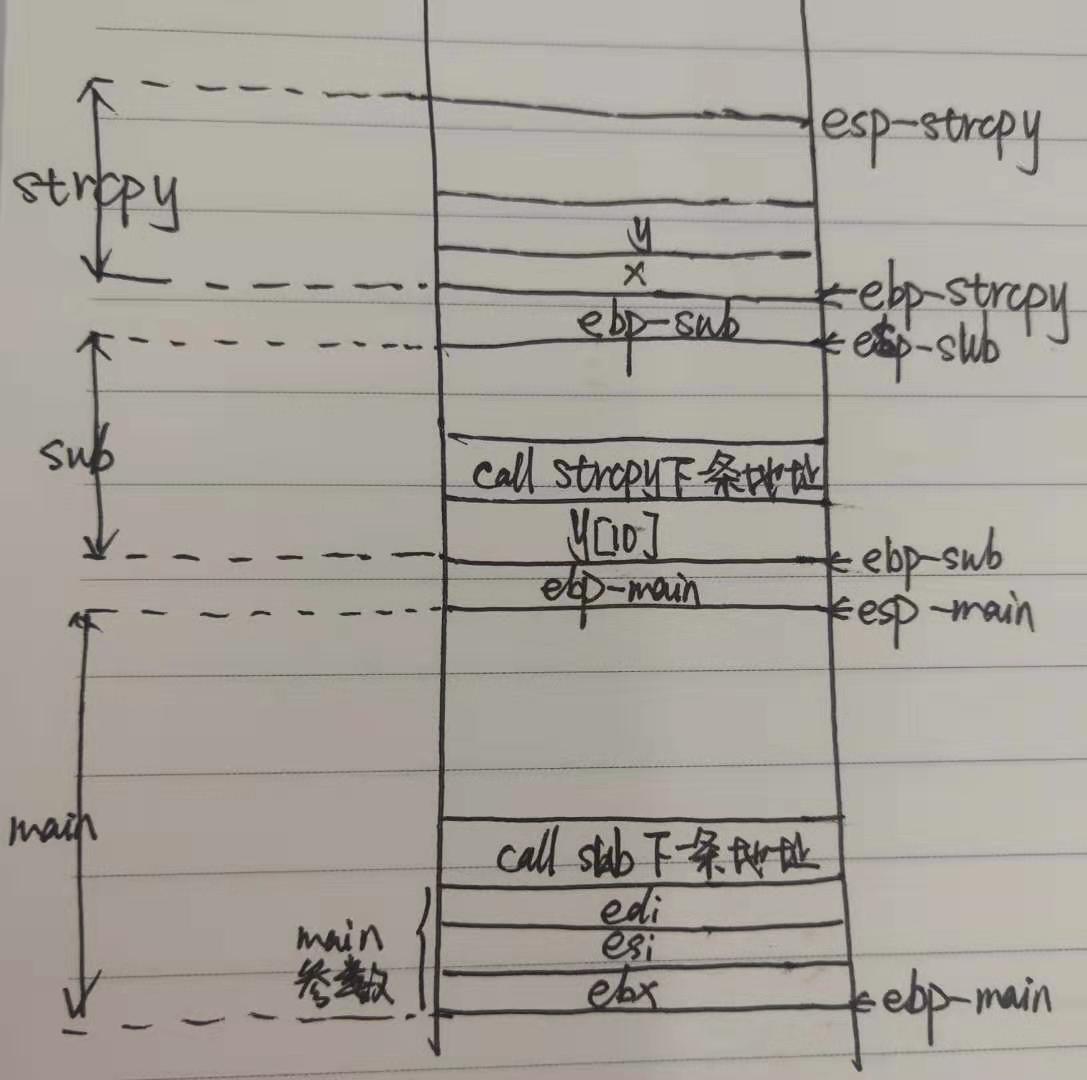 esp-strcpy
strcpy
y
x
ebp-strcpy
ebp-sub
esp-sub
sub
call strcpy下条地址
y[10]
ebp-sub
ebp-main
esp-main
main
call sub下条地址
edi
main
esi
参数
ebx
ebp-main